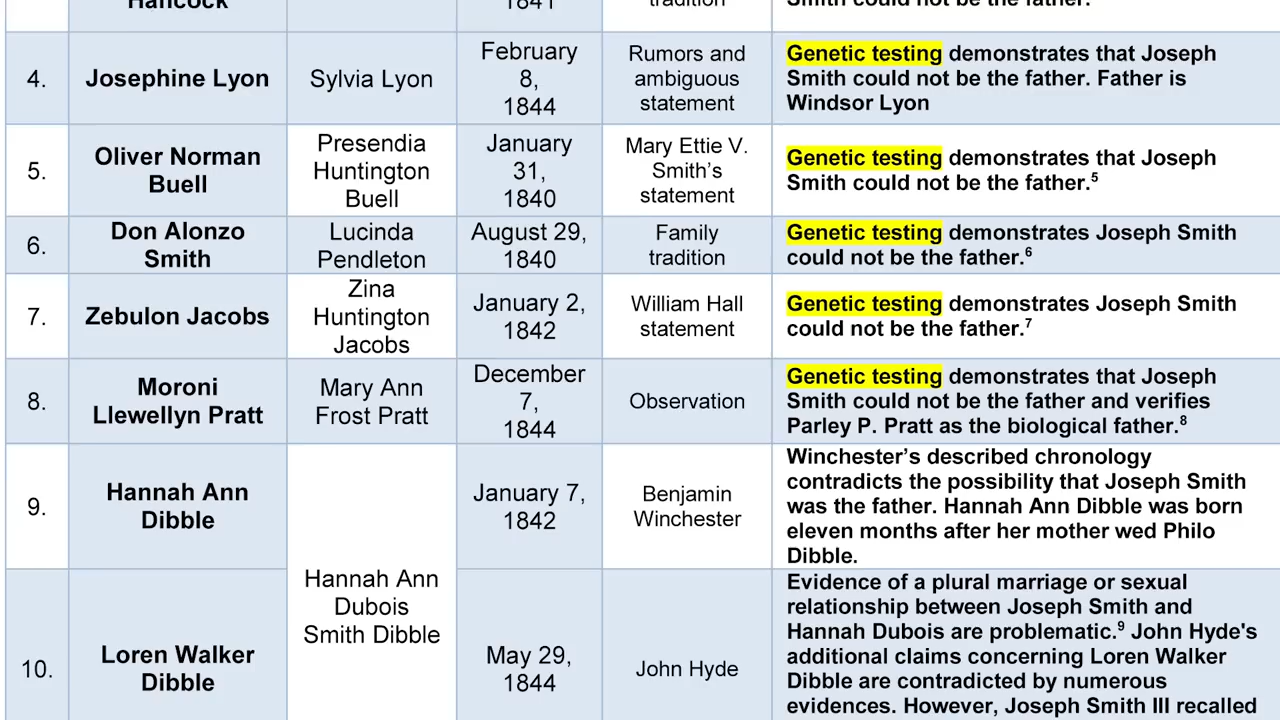 Hancock
1841
tradition
Smith could not be the father.
4.
Josephine Lyon
Sylvia Lyon
February
8,
1844
Rumors and
ambiguous
statement
Genetic testing demonstrates that Joseph
Smith could not be the father. Father is
Windsor Lyon
5.
Oliver Norman
Buell
Presendia
Huntington
Buell
January
31,
1840
Mary Ettie V.
Smith’s
statement
Genetic testing demonstrates that Joseph
Smith could not be the father.⁵
6.
Don Alonzo
Smith
Lucinda
Pendleton
August 29,
1840
Family
tradition
Genetic testing demonstrates Joseph Smith
could not be the father.⁶
7.
Zebulon Jacobs
Zina
Huntington
Jacobs
January 2,
1842
William Hall
statement
Genetic testing demonstrates Joseph Smith
could not be the father.⁷
8.
Moroni
Llewellyn Pratt
Mary Ann
Frost Pratt
December
7,
1844
Observation
Genetic testing demonstrates that Joseph
Smith could not be the father and verifies
Parley P. Pratt as the biological father.⁸
9.
Hannah Ann
Dibble
Hannah Ann
Dubois
Smith Dibble
January 7,
1842
Benjamin
Winchester
Winchester’s described chronology
contradicts the possibility that Joseph Smith
was the father. Hannah Ann Dibble was born
eleven months after her mother wed Philo
Dibble.
10.
Loren Walker
Dibble
May 29,
1844
John Hyde
Evidence of a plural marriage or sexual
relationship between Joseph Smith and
Hannah Dubois are problematic.⁹ John Hyde's
additional claims concerning Loren Walker
Dibble are contradicted by numerous
evidences. However, Joseph Smith III recalled